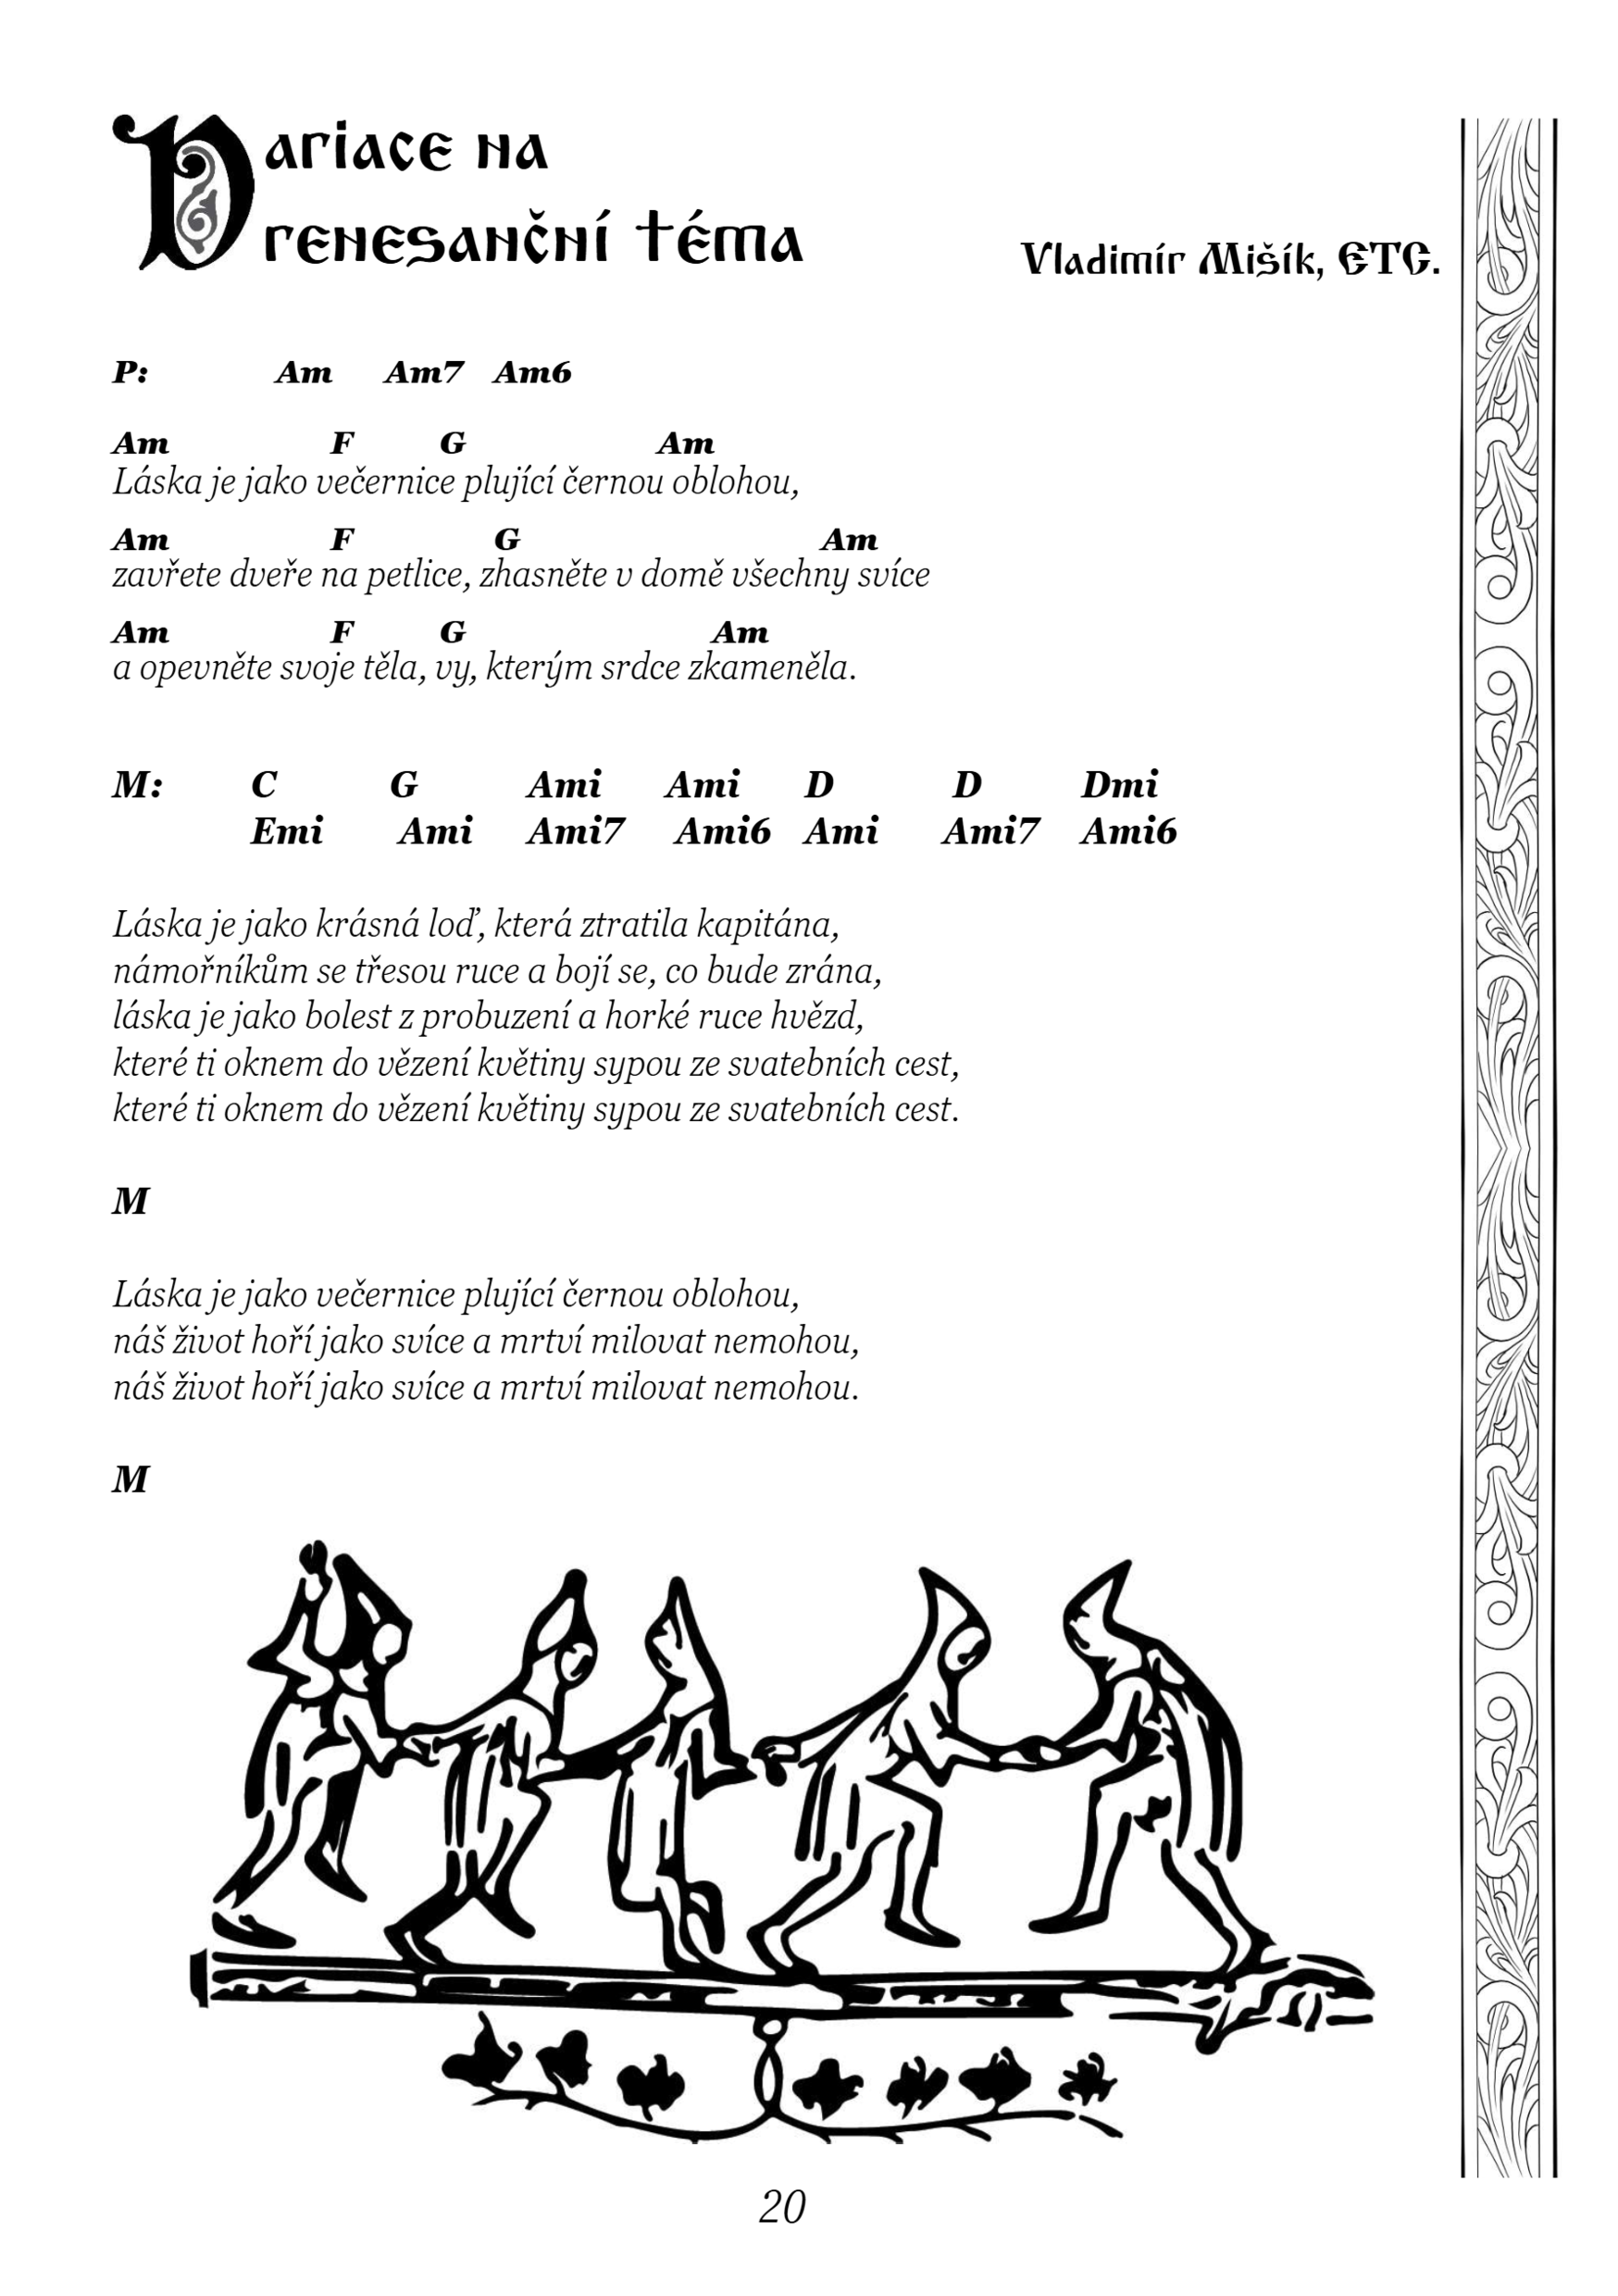 Variace na
renesanční téma
Vladimír Mišík, ETC.
P: Am Am7 Am6
Am F G Am
Láska je jako večernice plující černou oblohou,
Am F G Am
zavřete dveře na petlice, zhasněte v domě všechny svíce
Am F G Am
a opevněte svoje těla, vy, kterým srdce zkameněla.
M: C G Ami Ami D D Dmi
Emi Ami Ami7 Ami6 Ami Ami7 Ami6
Láska je jako krásná loď, která ztratila kapitána,
námořníkům se třesou ruce a bojí se, co bude zrána,
láska je jako bolest z probuzení a horké ruce hvězd,
které ti oknem do vězení květiny sypou ze svatebních cest,
které ti oknem do vězení květiny sypou ze svatebních cest.
M
Láska je jako večernice plující černou oblohou,
náš život hoří jako svíce a mrtví milovat nemohou,
náš život hoří jako svíce a mrtví milovat nemohou.
M
20